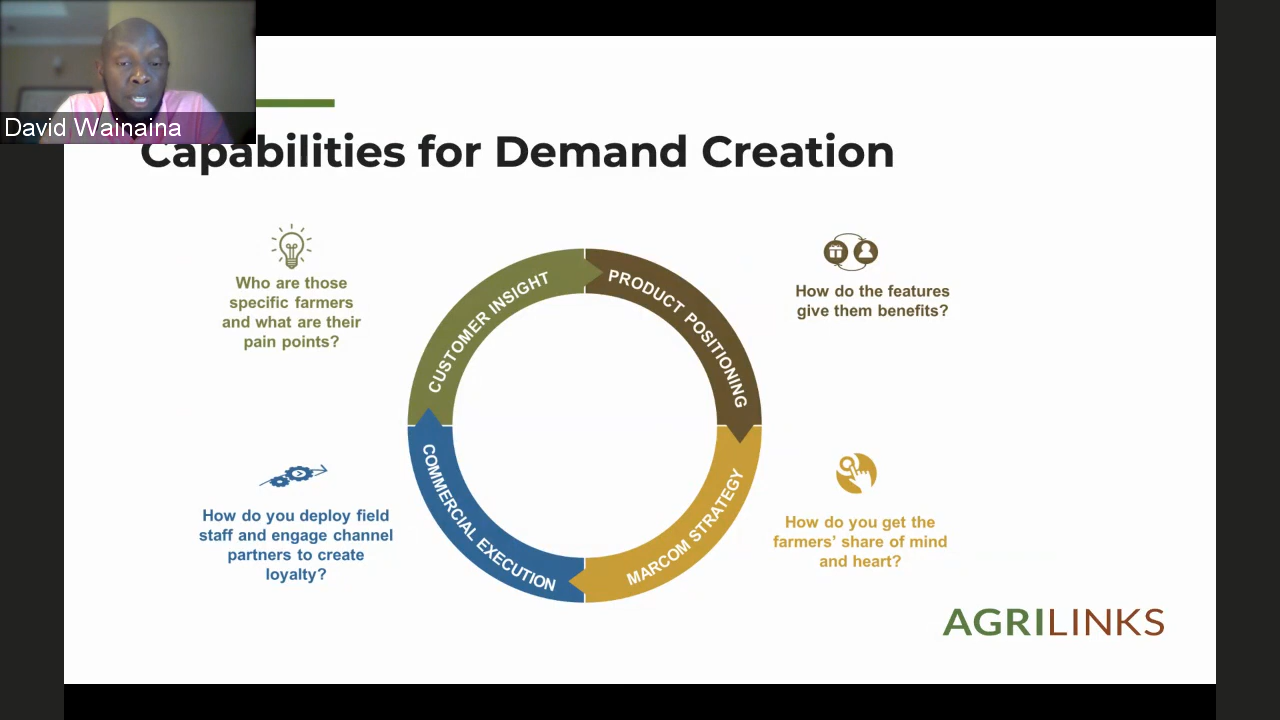 David Wainaina
Capabilities for Demand Creation
Who are those
specific farmers
and what are their
pain points?
CUSTOMER INSIGHT
PRODUCT POSITIONING
How do the features
give them benefits?
How do you deploy field
staff and engage channel
partners to create
loyalty?
COMMERCIAL EXECUTION
MARCOM STRATEGY
How do you get the
farmers’ share of mind
and heart?
AGRILINKS